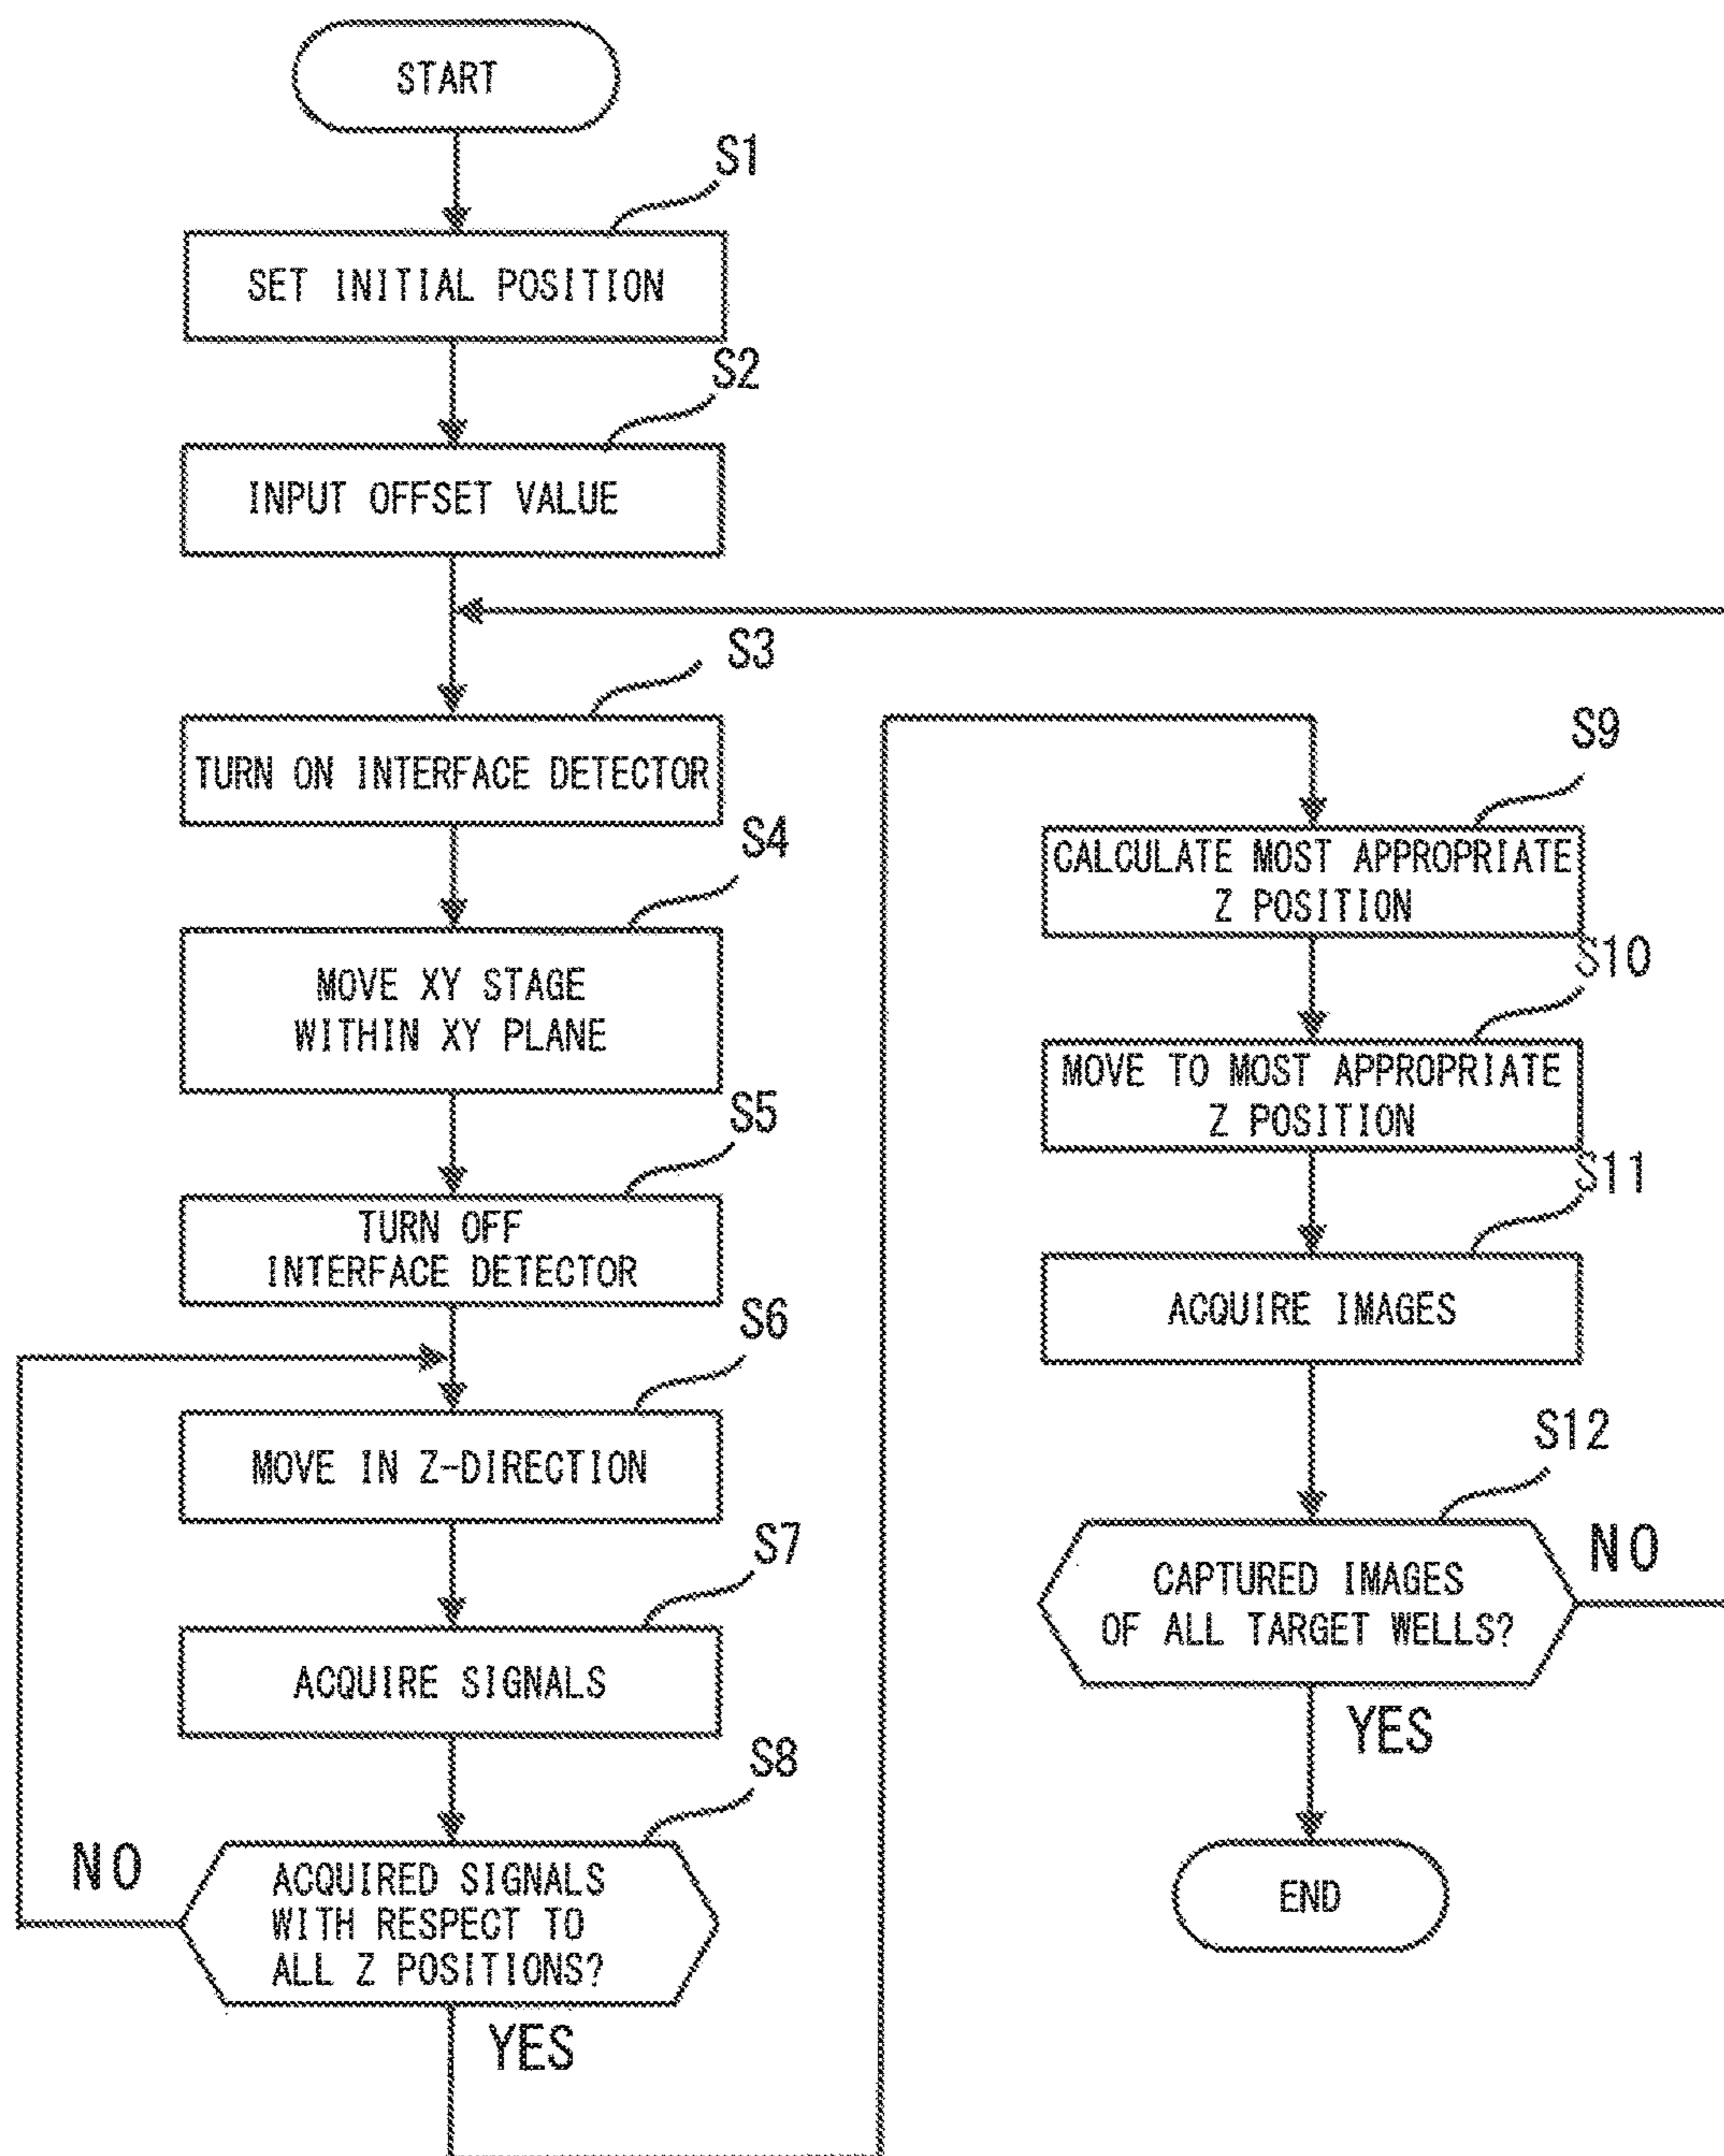 START
S1
SET INITIAL POSITION
S2
INPUT OFFSET VALUE
S3
TURN ON INTERFACE DETECTOR
S4
MOVE XY STAGE
WITHIN XY PLANE
S5
TURN OFF
INTERFACE DETECTOR
S6
MOVE IN Z-DIRECTION
S7
ACQUIRE SIGNALS
S8
NO
ACQUIRED SIGNALS
WITH RESPECT TO
ALL Z POSITIONS?
YES
S9
CALCULATE MOST APPROPRIATE
Z POSITION
S10
MOVE TO MOST APPROPRIATE
Z POSITION
S11
ACQUIRE IMAGES
S12
NO
CAPTURED IMAGES
OF ALL TARGET WELLS?
YES
END